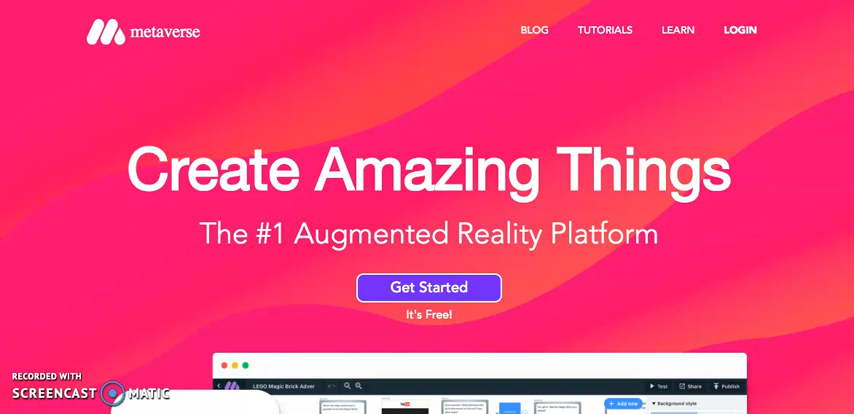 metaverse
BLOG TUTORIALS LEARN LOGIN
Create Amazing Things
The #1 Augmented Reality Platform
Get Started
It's Free!
RECORDED WITH
SCREENCAST MATIC
LEGO Magic Brick Adver
Test Share Publish
Add new
Background style